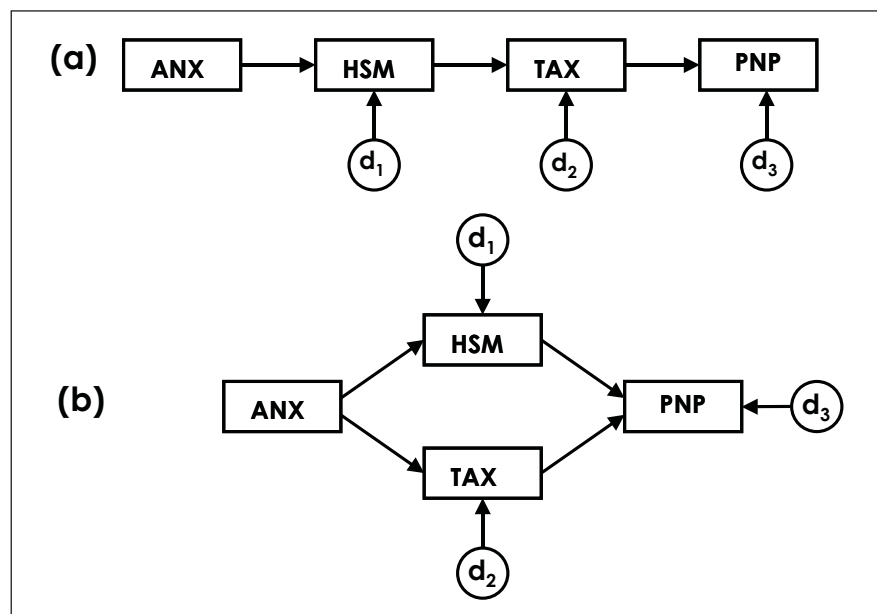 (a) ANX HSM TAX PNP
d1 d2 d3
d1
HSM
(b) ANX PNP d3
TAX
d2